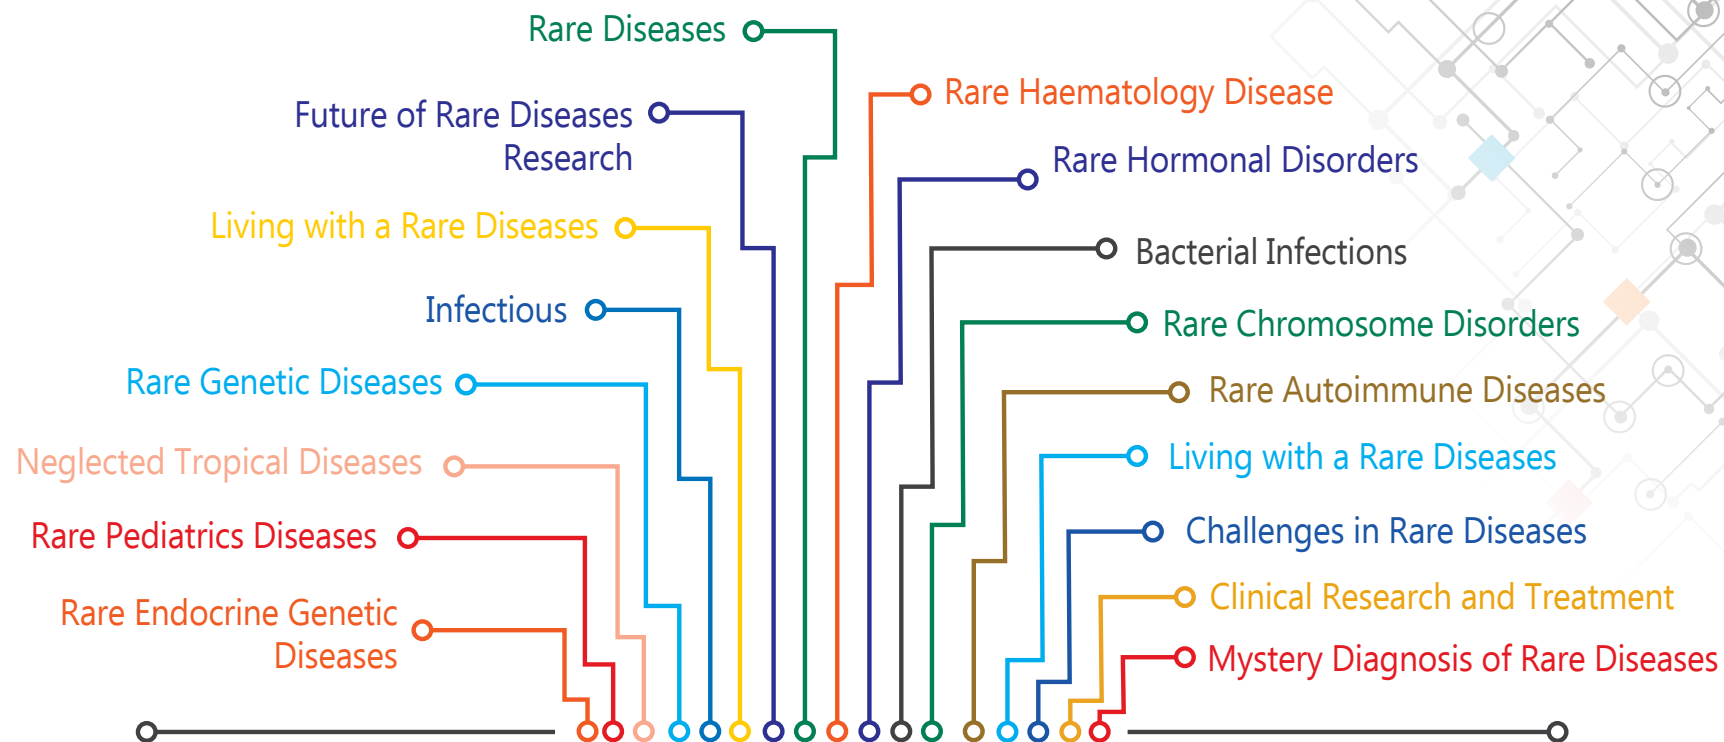 Rare Diseases
Future of Rare Diseases
Research
Living with a Rare Diseases
Infectious
Rare Genetic Diseases
Neglected Tropical Diseases
Rare Pediatrics Diseases
Rare Endocrine Genetic
Diseases
Rare Haematology Disease
Rare Hormonal Disorders
Bacterial Infections
Rare Chromosome Disorders
Rare Autoimmune Diseases
Living with a Rare Diseases
Challenges in Rare Diseases
Clinical Research and Treatment
Mystery Diagnosis of Rare Diseases